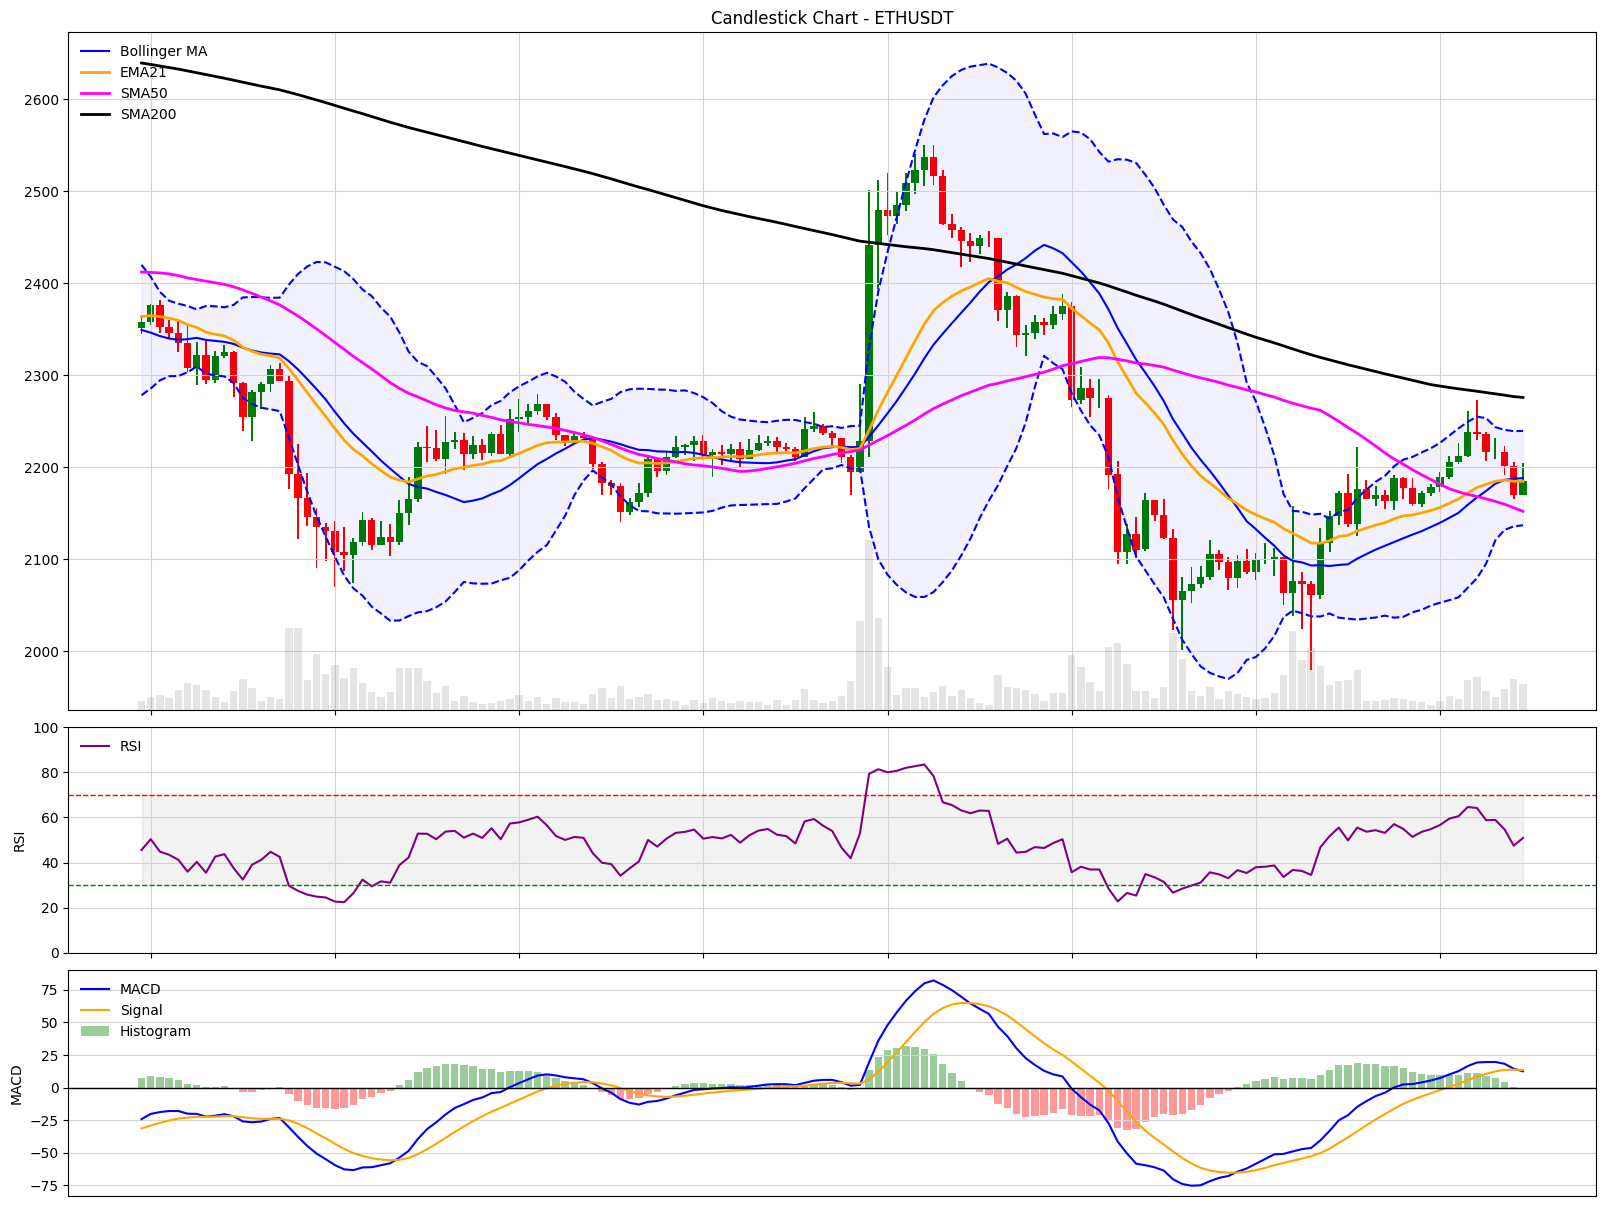 Candlestick Chart - ETHUSDT
Bollinger MA
EMA21
SMA50
SMA200
2600
2500
2400
2300
2200
2100
2000
100
80
60
40
20
0
RSI
RSI
75
50
25
0
−25
−50
−75
MACD
MACD
Signal
Histogram